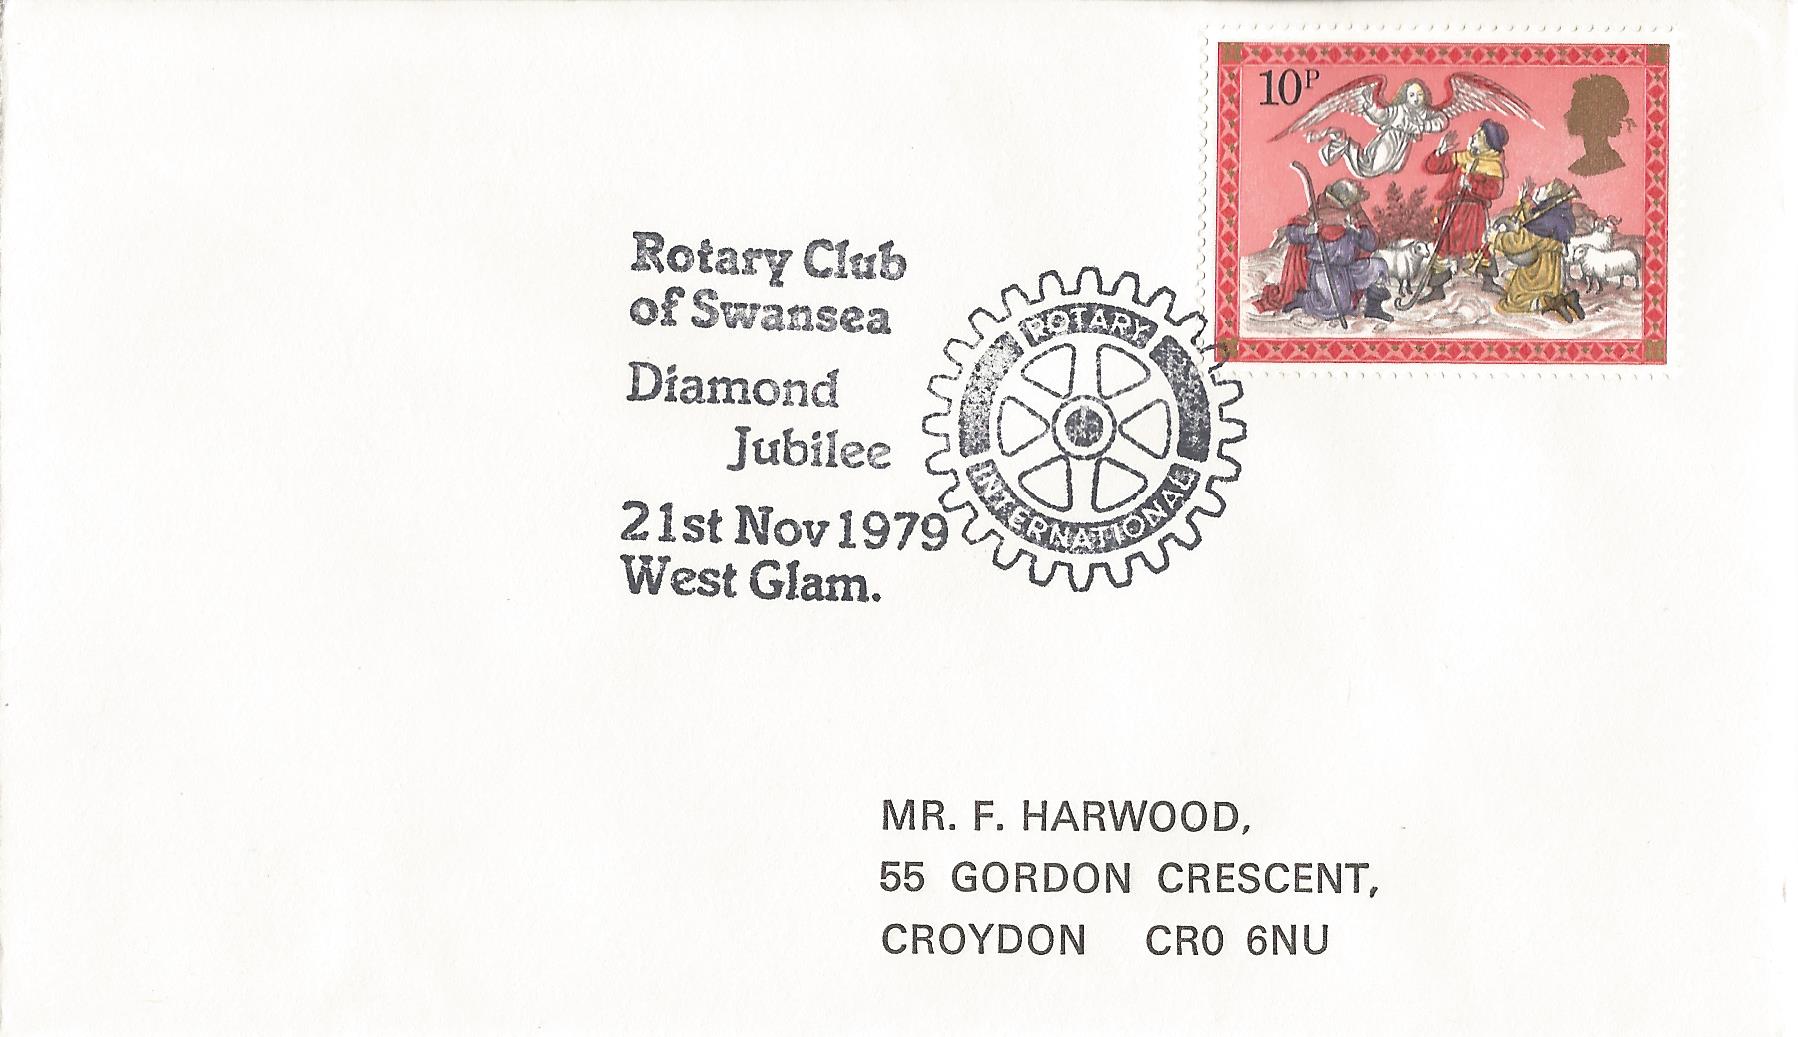 10P
Rotary Club
of Swansea
Diamond
Jubilee
21st Nov 1979
West Glam.
ROTARY
INTERNATIONAL
MR. F. HARWOOD,
55 GORDON CRESCENT,
CROYDON CR0 6NU